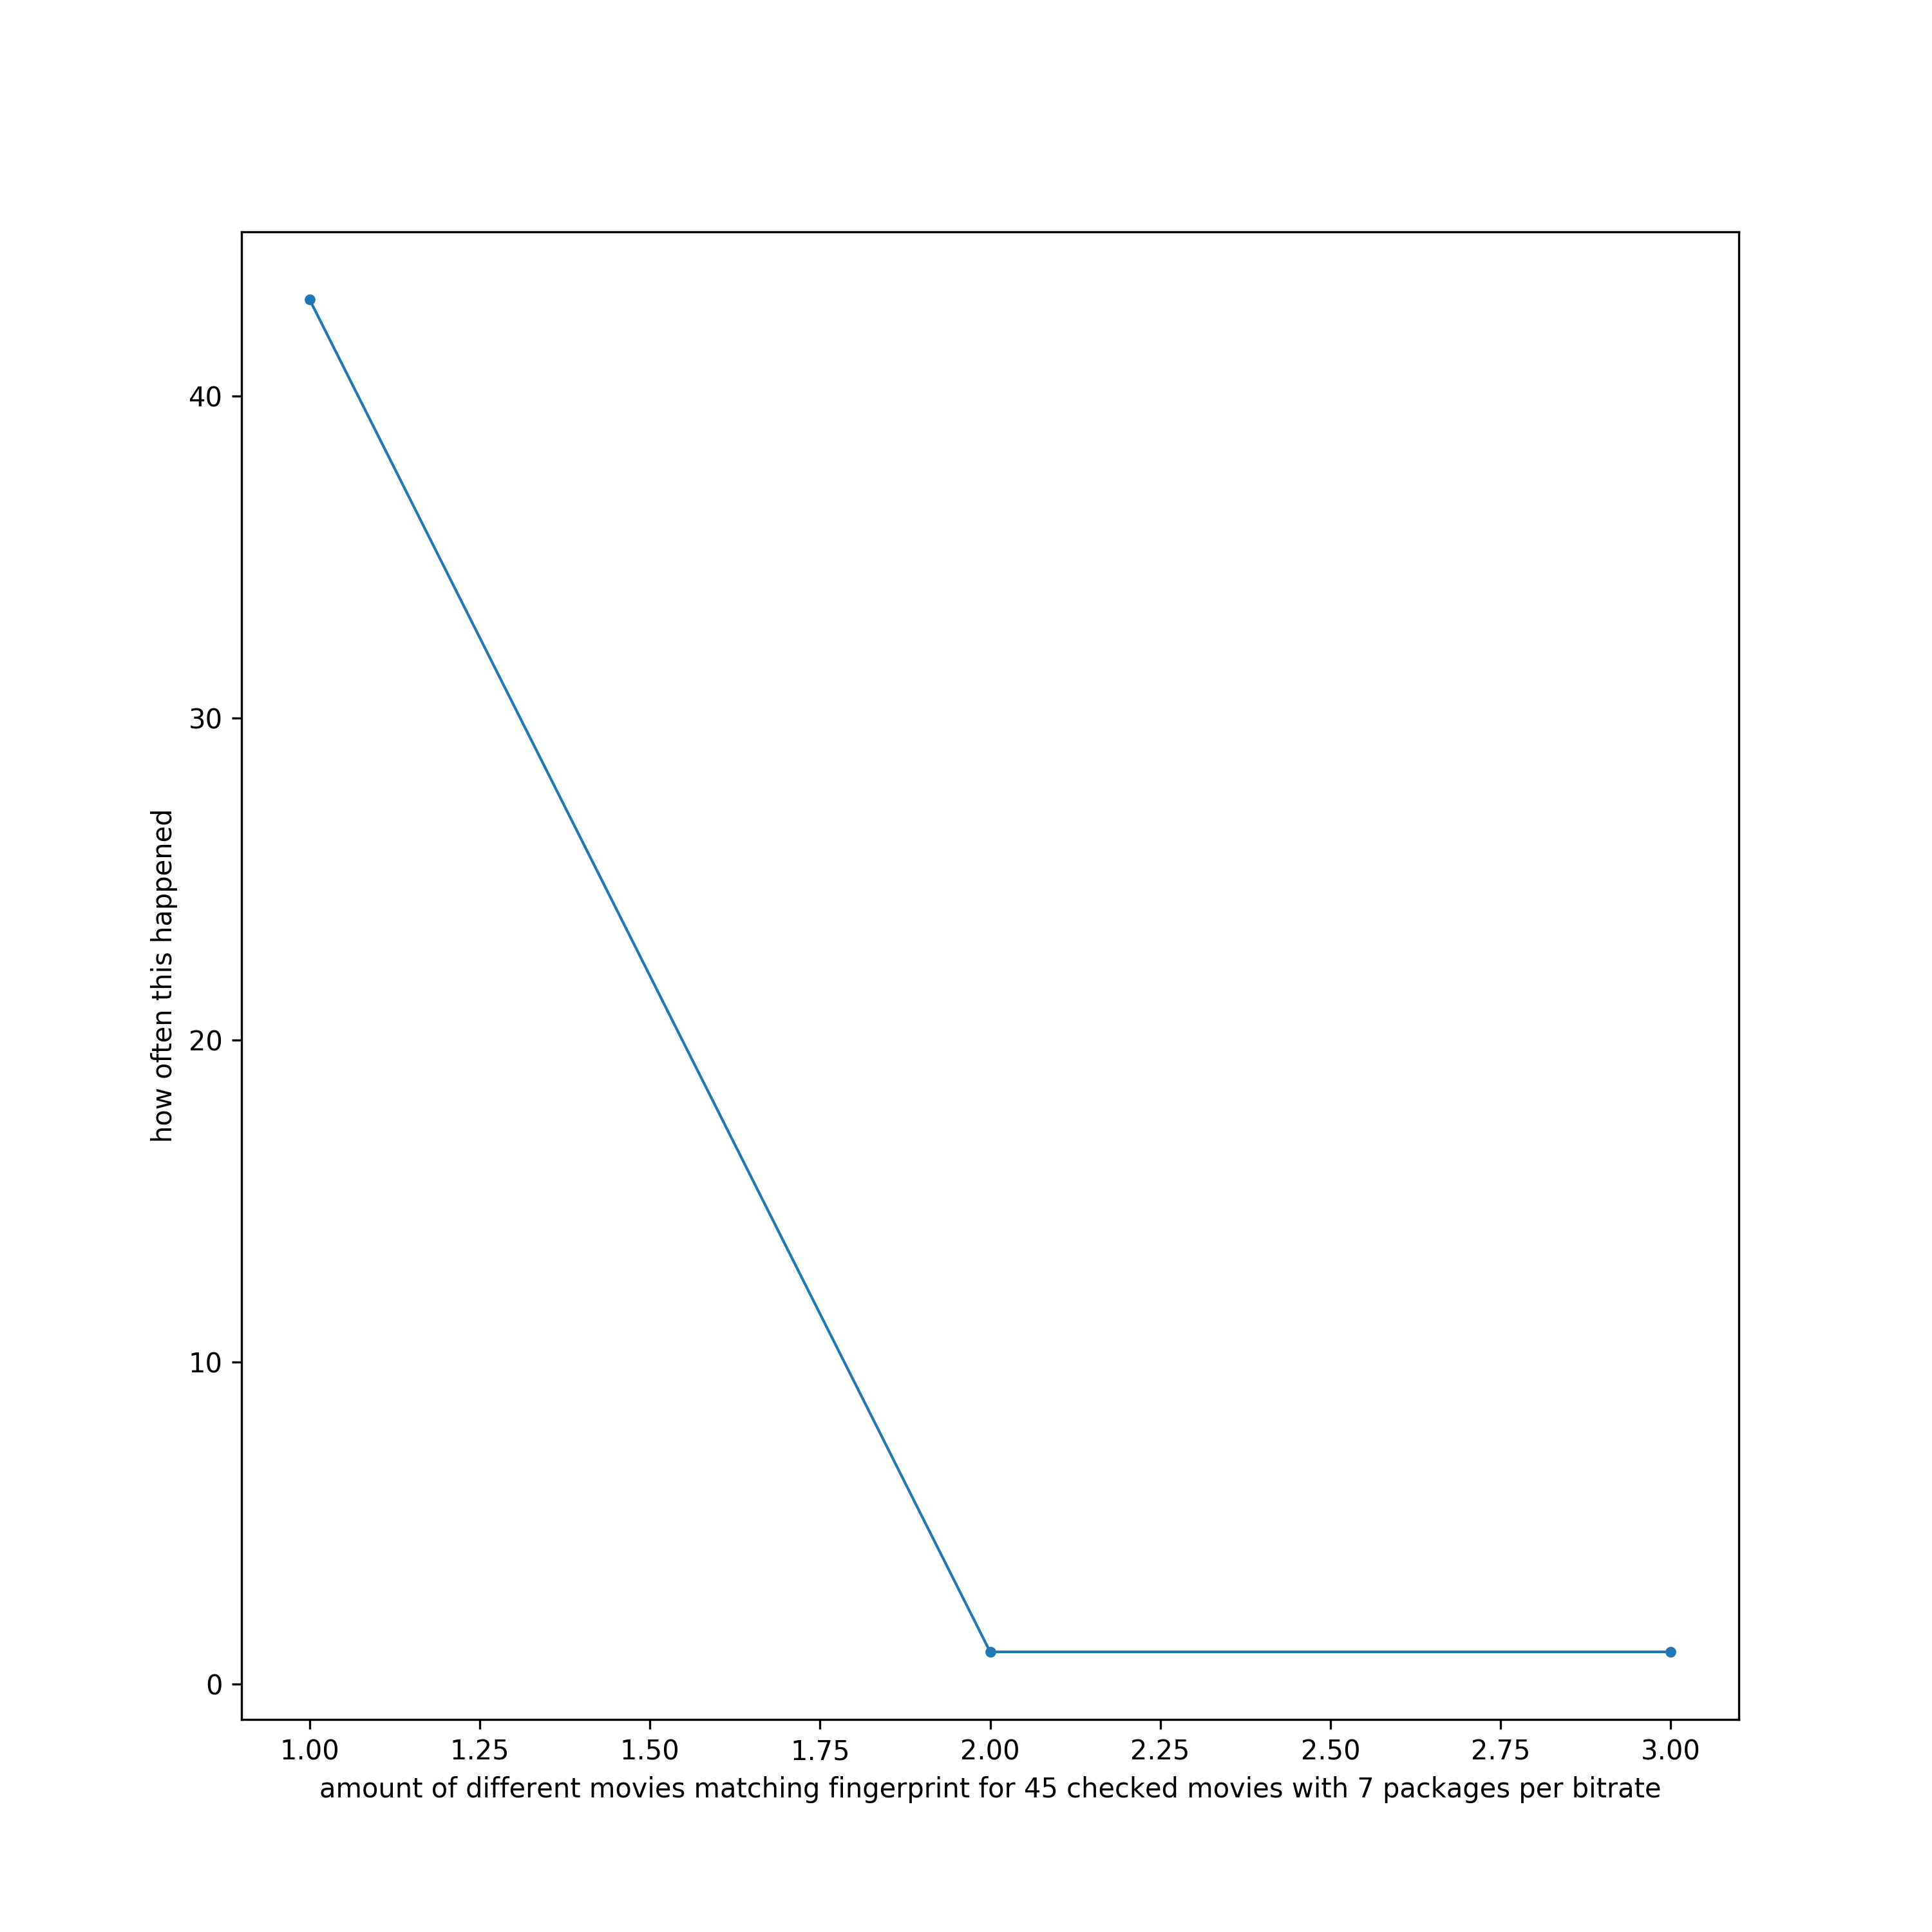 40
30
20
10
0
how often this happened
1.00 1.25 1.50 1.75 2.00 2.25 2.50 2.75 3.00
amount of different movies matching fingerprint for 45 checked movies with 7 packages per bitrate